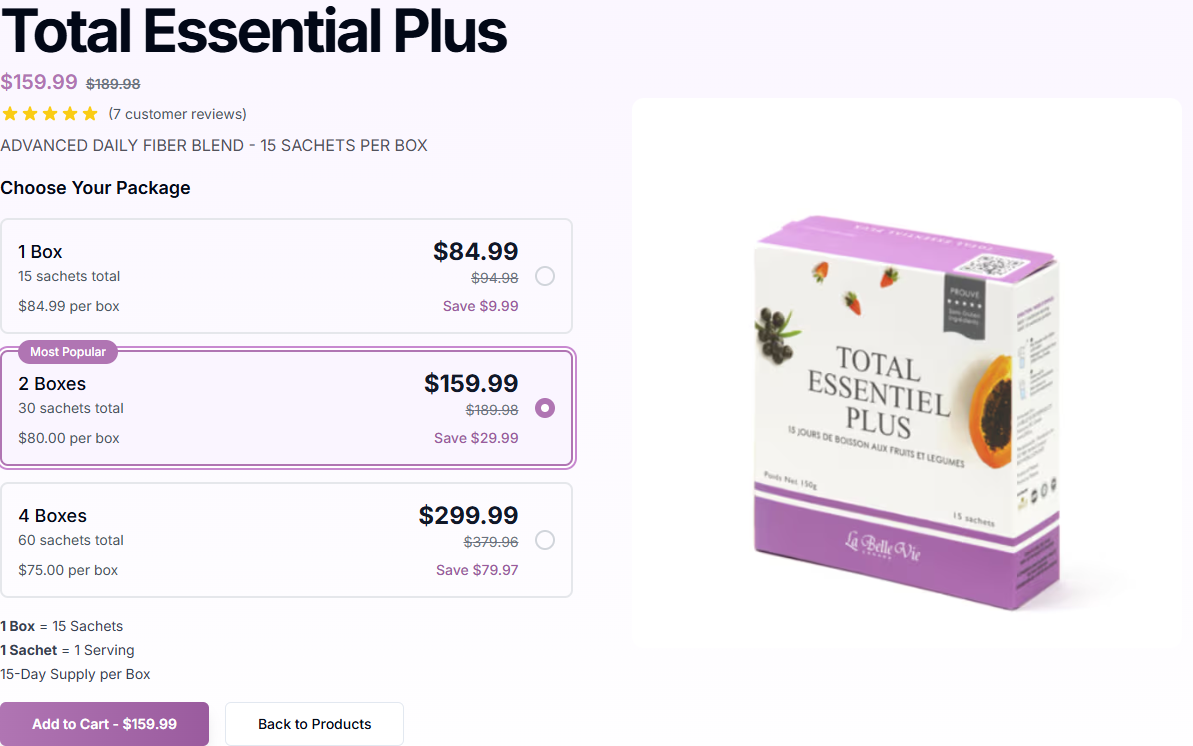 Total Essential Plus
$159.99 $189.98
(7 customer reviews)
ADVANCED DAILY FIBER BLEND - 15 SACHETS PER BOX
Choose Your Package
1 Box
15 sachets total
$84.99 per box
$84.99
$94.98
Save $9.99
Most Popular
2 Boxes
30 sachets total
$80.00 per box
$159.99
$189.98
Save $29.99
4 Boxes
60 sachets total
$75.00 per box
$299.99
$379.96
Save $79.97
1 Box = 15 Sachets
1 Sachet = 1 Serving
15-Day Supply per Box
Add to Cart - $159.99
Back to Products
TOTAL ESSENTIAL PLUS
PROUVÉ
TOTAL
ESSENTIEL
PLUS
15 JOURS DE BOISSON AUX FRUITS ET LEGUMES
Poids Net: 150g
15 sachets
La Belle Vie